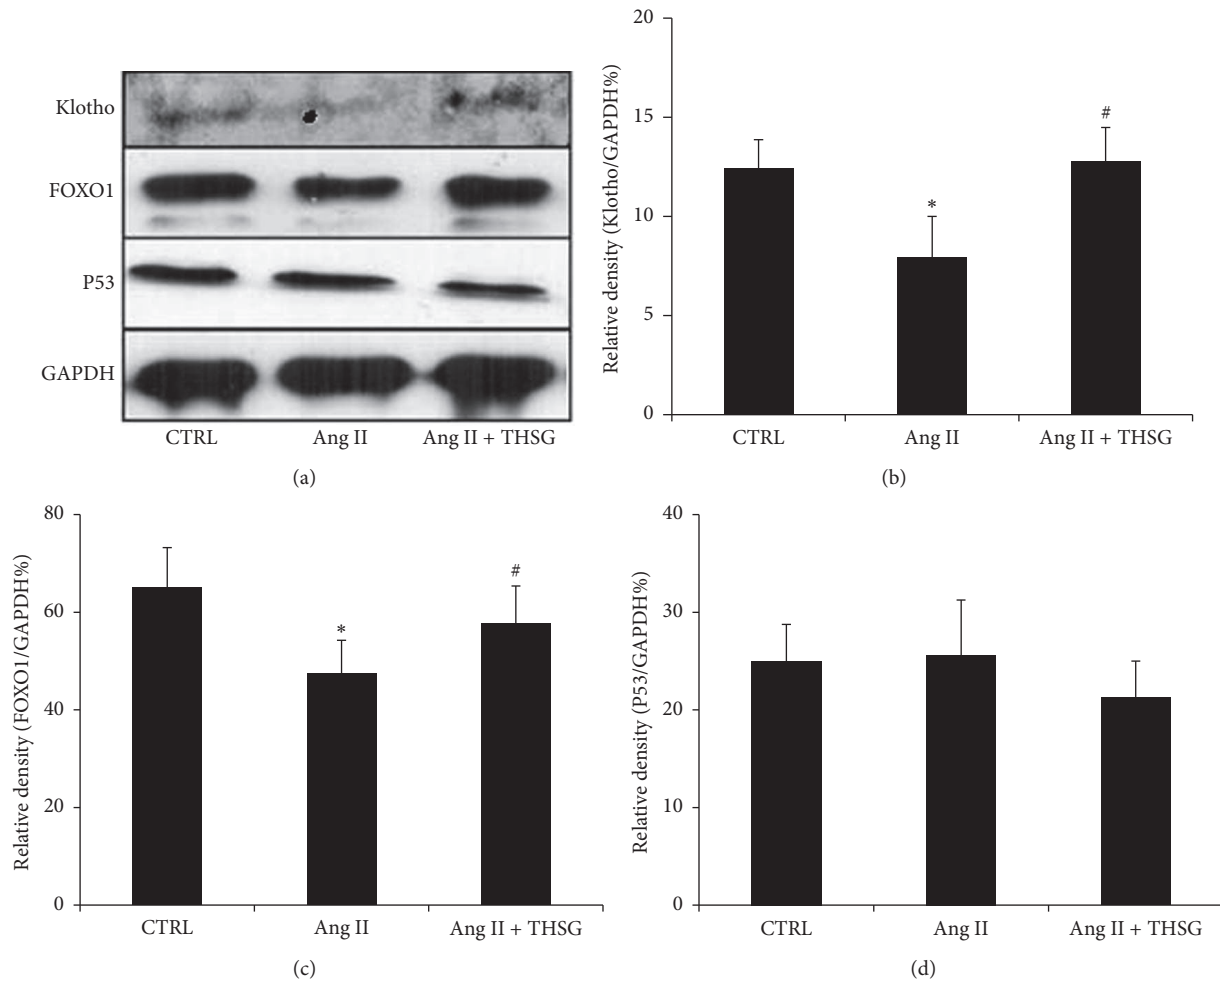 Klotho
FOXO1
P53
GAPDH
CTRL Ang II Ang II + THSG
(a)
Relative density (Klotho/GAPDH%)
20
15
10
5
0
*
#
CTRL Ang II Ang II + THSG
(b)
Relative density (FOXO1/GAPDH%)
80
60
40
20
0
*
#
CTRL Ang II Ang II + THSG
(c)
Relative density (P53/GAPDH%)
40
30
20
10
0
CTRL Ang II Ang II + THSG
(d)